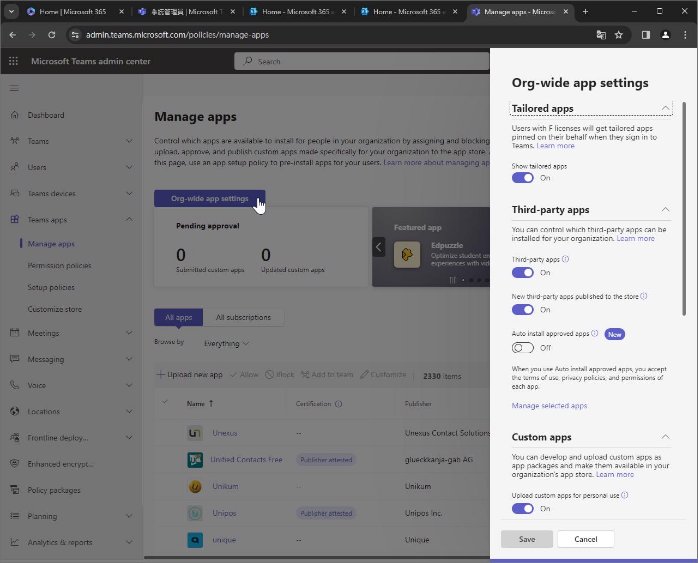 Home | Microsoft 365
Microsoft T
Home - Microsoft 365
Home - Microsoft 365
Manage apps - Microso
admin.teams.microsoft.com/policies/manage-apps
Microsoft Teams admin center
Search
Dashboard
Teams
Users
Teams devices
Teams apps
Manage apps
Permission policies
Setup policies
Customize store
Meetings
Messaging
Voice
Locations
Frontline deploy...
Enhanced encrypt...
Policy packages
Planning
Analytics & reports
Manage apps
Control which apps are available to install for people in your organization by assigning and blocking
upload, approve, and publish custom apps made specifically for your organization to the app store.
this page, use an app setup policy to pre-install apps for your users. Learn more about managing ap
Org-wide app settings
Pending approval
0
0
Submitted custom apps
Updated custom apps
Featured app
Edpuzzle
Optimize student en
experiences with vide
All apps
All subscriptions
Browse by
Everything
Upload new app
Allow
Block
Add to team
Customize
2330 items
Name ↑
Certification
Publisher
Unexus
--
Unexus Contact Solutions
Unified Contacts Free
Publisher attested
glueckkanja-gab AG
Unikum
--
Unikum
Unipos
Publisher attested
Unipos Inc.
unique
--
Unique
Org-wide app settings
Tailored apps
Users with F licenses will get tailored apps
pinned on their behalf when they sign in to
Teams. Learn more
Show tailored apps
On
Third-party apps
You can control which third-party apps can be
installed for your organization. Learn more
Third-party apps
On
New third-party apps published to the store
On
Auto install approved apps
New
Off
When you use Auto install approved apps, you accept
the terms of use, privacy policies, and permissions of
each app.
Manage selected apps
Custom apps
You can develop and upload custom apps as
app packages and make them available in your
organization's app store. Learn more
Upload custom apps for personal use
On
Save
Cancel